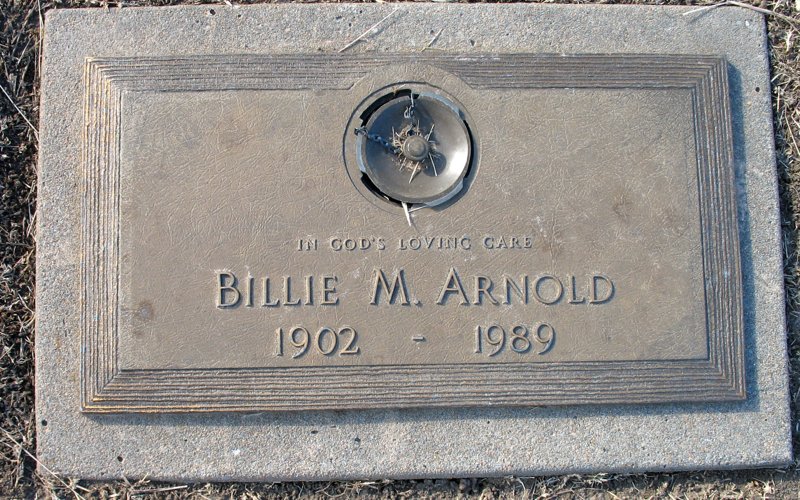 IN GOD'S LOVING CARE
BILLIE M. ARNOLD
1902 - 1989